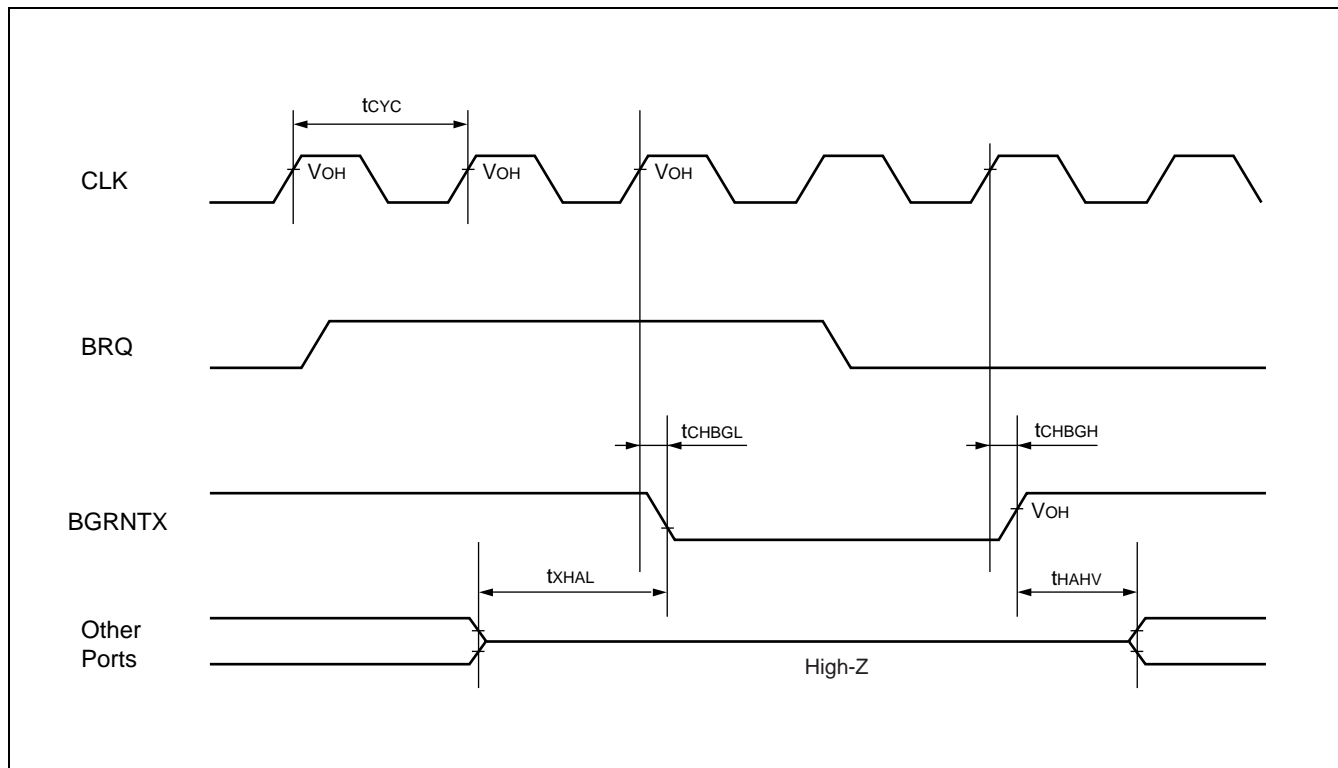 tCYC
CLK
VOH
VOH
VOH
BRQ
tCHBGL
tCHBGH
BGRNTX
VOH
tXHAL
tHAHV
Other
Ports
High-Z